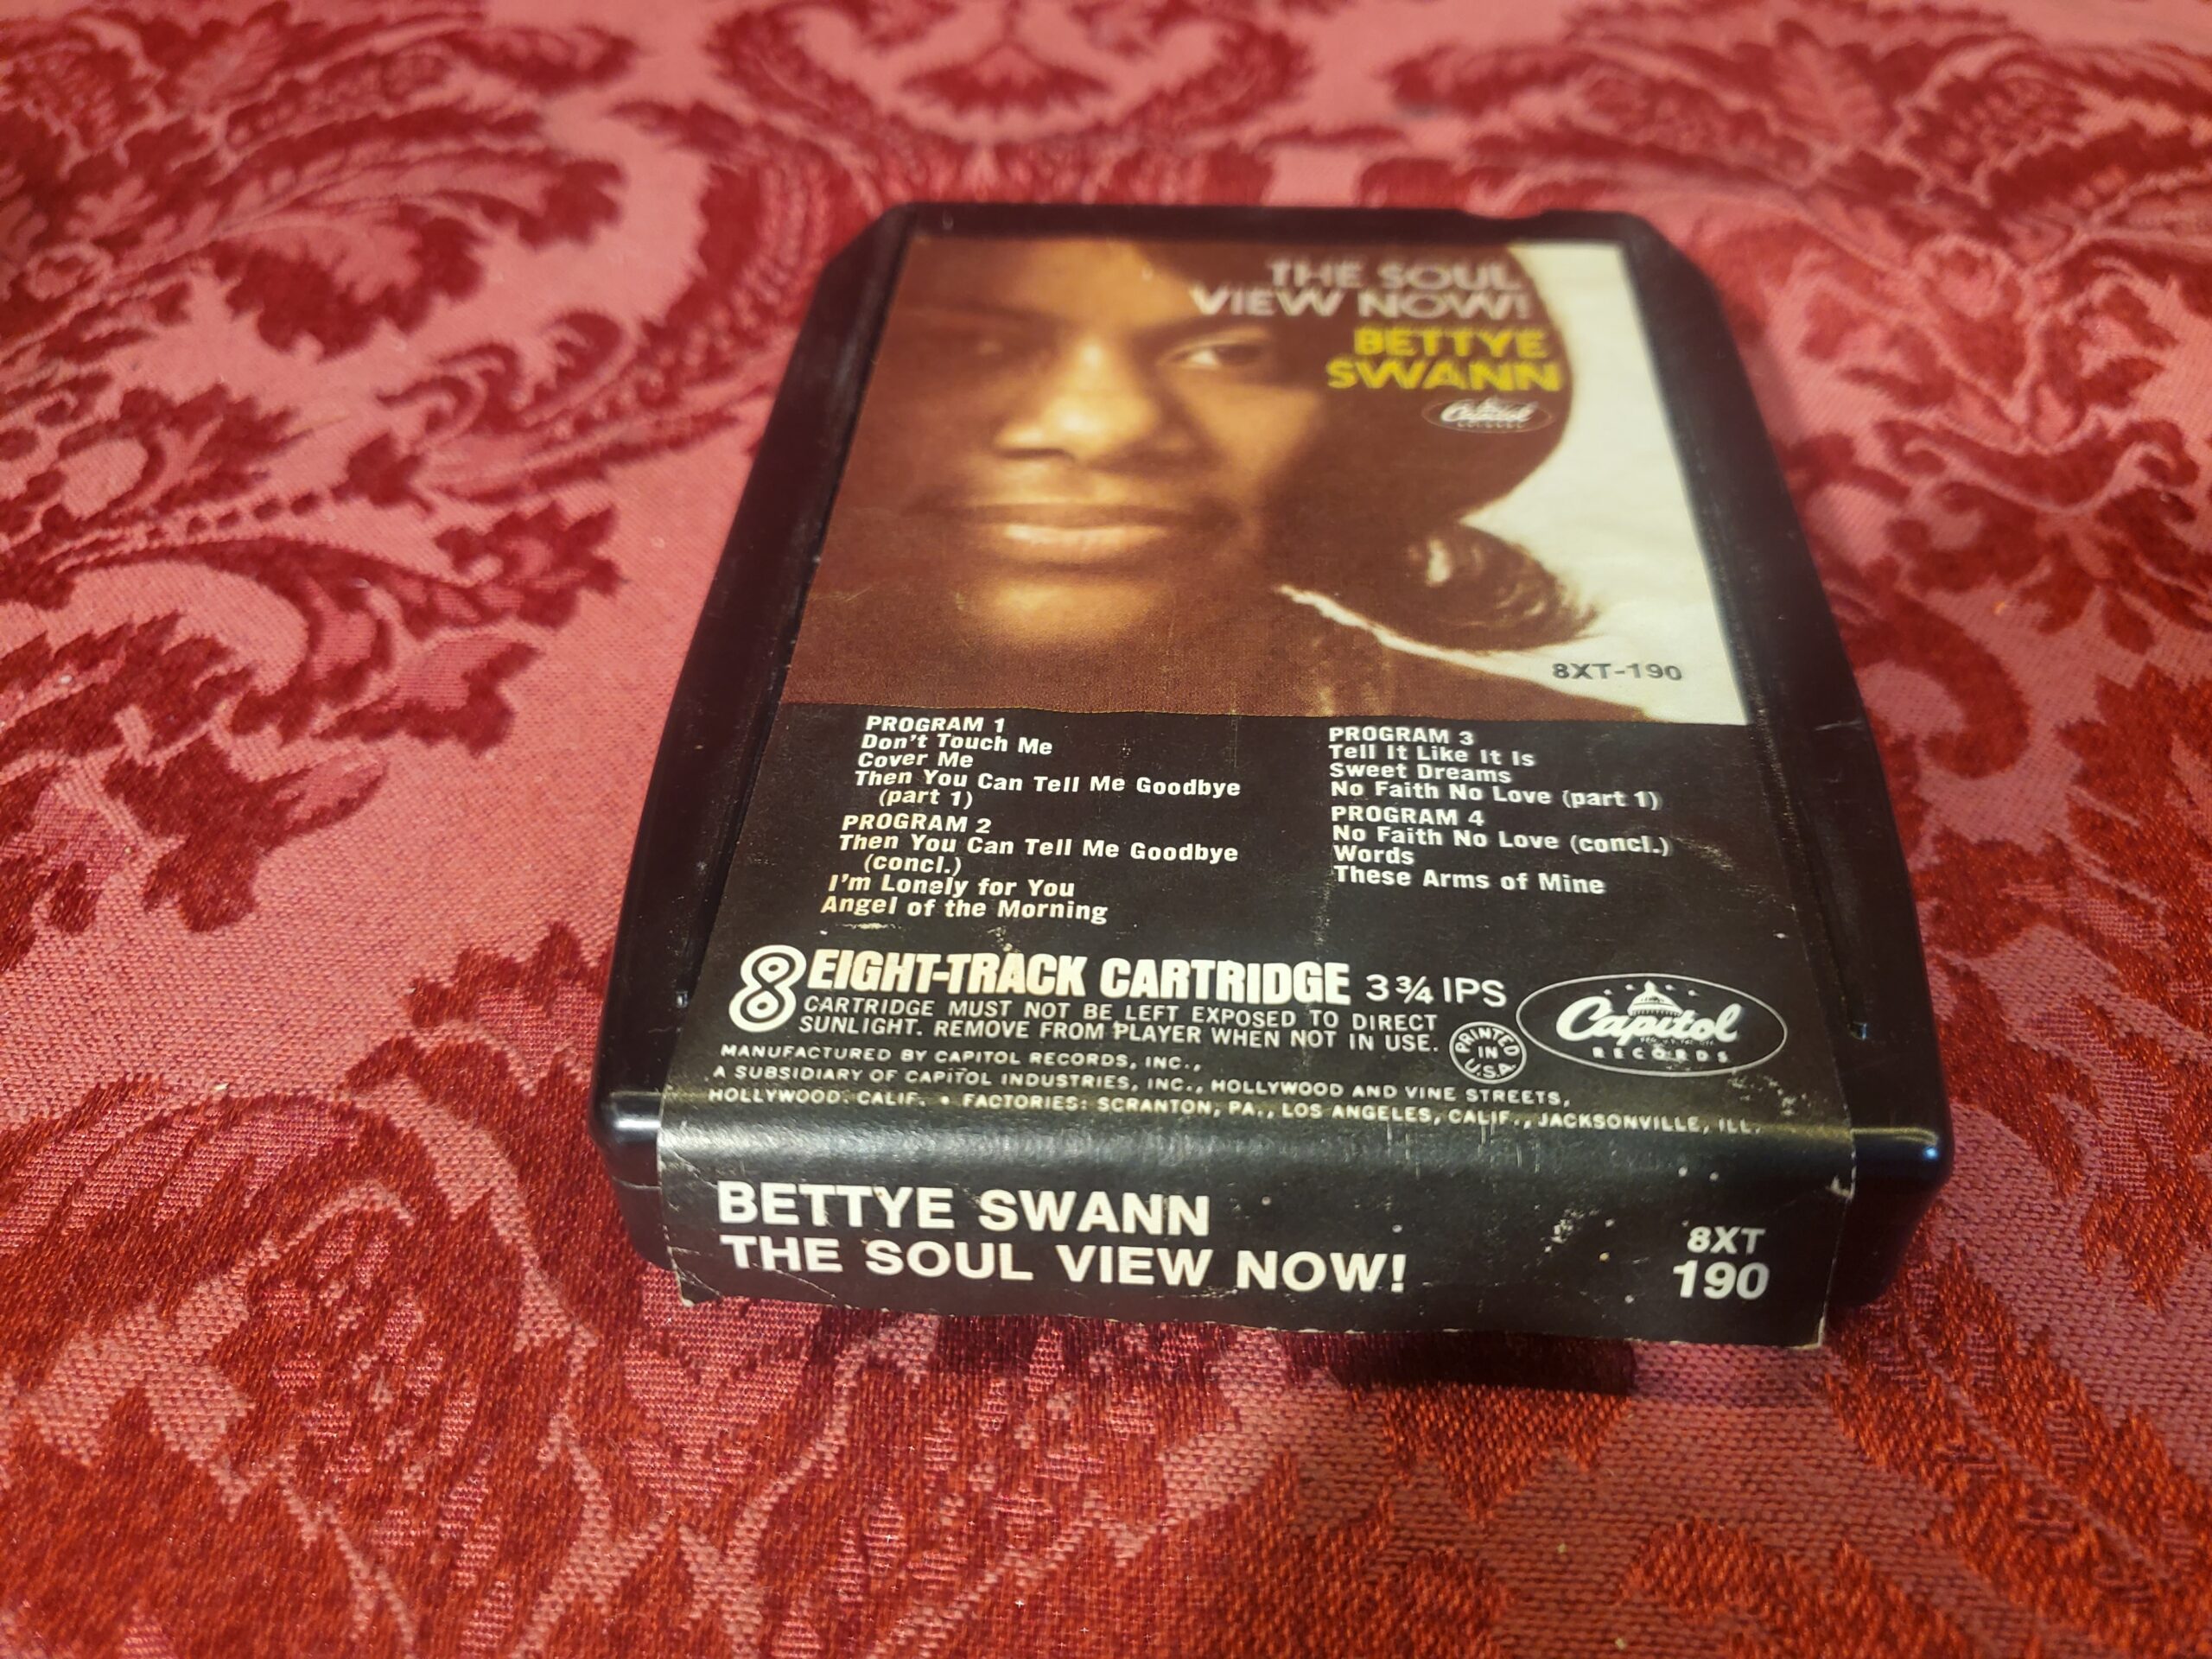 THE SOUL
VIEW NOW!
BETTYE
SWANN
Capitol
8XT-190
PROGRAM 1
Don't Touch Me
Cover Me
Then You Can Tell Me Goodbye
(part 1)
PROGRAM 2
Then You Can Tell Me Goodbye
(concl.)
I'm Lonely for You
Angel of the Morning
PROGRAM 3
Tell It Like It Is
Sweet Dreams
No Faith No Love (part 1)
PROGRAM 4
No Faith No Love (concl.)
Words
These Arms of Mine
8 EIGHT-TRACK CARTRIDGE 3 3/4 IPS
CARTRIDGE MUST NOT BE LEFT EXPOSED TO DIRECT
SUNLIGHT. REMOVE FROM PLAYER WHEN NOT IN USE.
PRINTED
IN
U.S.A.
Capitol
RECORDS
MANUFACTURED BY CAPITOL RECORDS, INC.,
A SUBSIDIARY OF CAPITOL INDUSTRIES, INC., HOLLYWOOD AND VINE STREETS,
HOLLYWOOD, CALIF. • FACTORIES: SCRANTON, PA., LOS ANGELES, CALIF., JACKSONVILLE, ILL.
BETTYE SWANN
THE SOUL VIEW NOW!
8XT
190